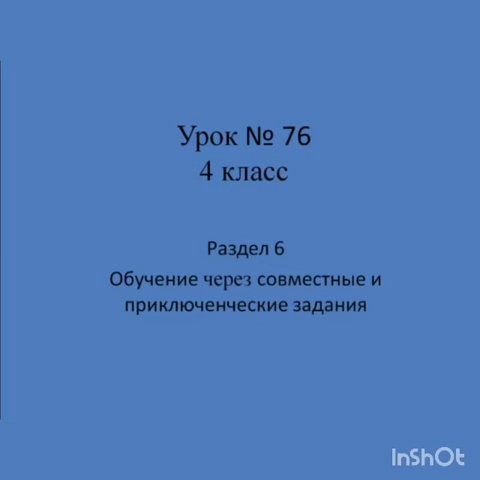 Урок № 76
4 класс
Раздел 6
Обучение через совместные и
приключенческие задания
InShOt